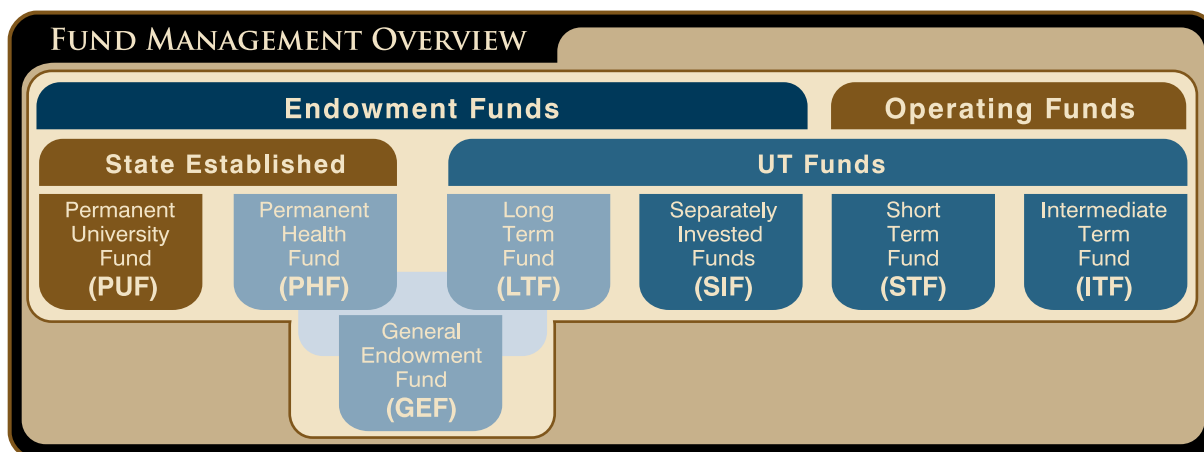 FUND MANAGEMENT OVERVIEW
Endowment Funds
Operating Funds
State Established
UT Funds
Permanent
University
Fund
(PUF)
Permanent
Health
Fund
(PHF)
Long
Term
Fund
(LTF)
Separately
Invested
Funds
(SIF)
Short
Term
Fund
(STF)
Intermediate
Term
Fund
(ITF)
General
Endowment
Fund
(GEF)